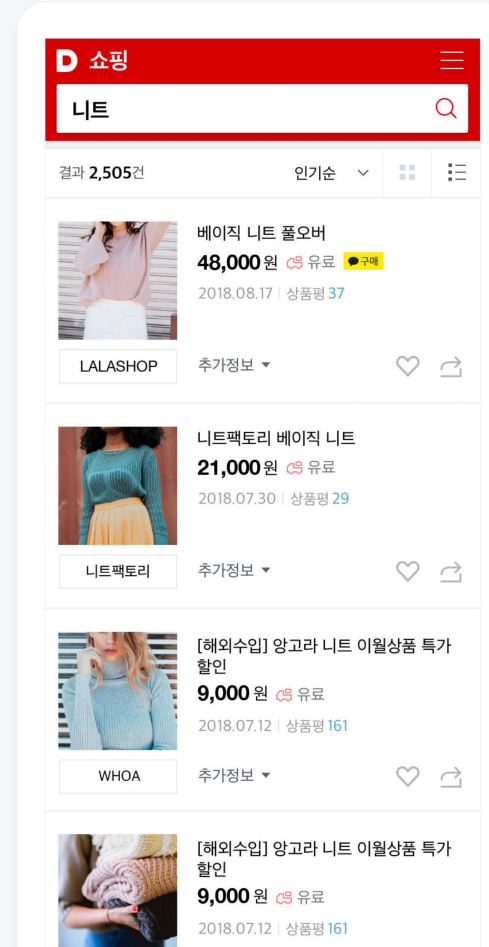 D 쇼핑
니트
결과 2,505건 인기순
베이직 니트 풀오버
48,000원 유료 구매
2018.08.17 상품평 37
LALASHOP 추가정보
니트팩토리 베이직 니트
21,000원 유료
2018.07.30 상품평 29
니트팩토리 추가정보
[해외수입] 앙고라 니트 이월상품 특가
할인
9,000원 유료
2018.07.12 상품평 161
WHOA 추가정보
[해외수입] 앙고라 니트 이월상품 특가
할인
9,000원 유료
2018.07.12 상품평 161